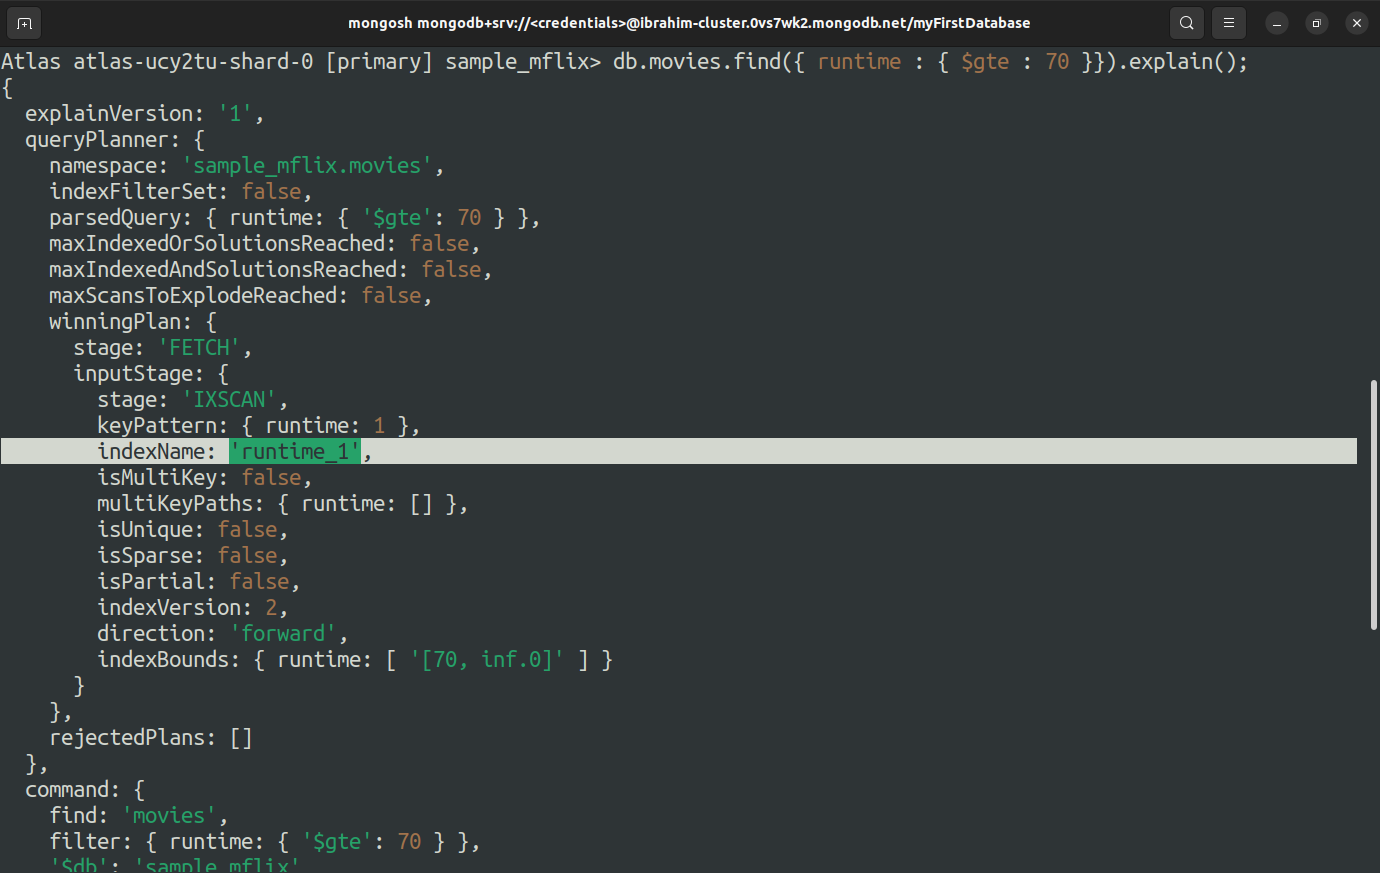 mongosh mongodb+srv://<credentials>@ibrahim-cluster.0vs7wk2.mongodb.net/myFirstDatabase
Atlas atlas-ucy2tu-shard-0 [primary] sample_mflix> db.movies.find({ runtime : { $gte : 70 }}).explain();
{
  explainVersion: '1',
  queryPlanner: {
    namespace: 'sample_mflix.movies',
    indexFilterSet: false,
    parsedQuery: { runtime: { '$gte': 70 } },
    maxIndexedOrSolutionsReached: false,
    maxIndexedAndSolutionsReached: false,
    maxScansToExplodeReached: false,
    winningPlan: {
      stage: 'FETCH',
      inputStage: {
        stage: 'IXSCAN',
        keyPattern: { runtime: 1 },
        indexName: 'runtime_1',
        isMultiKey: false,
        multiKeyPaths: { runtime: [] },
        isUnique: false,
        isSparse: false,
        isPartial: false,
        indexVersion: 2,
        direction: 'forward',
        indexBounds: { runtime: [ '[70, inf.0]' ] }
      }
    },
    rejectedPlans: []
  },
  command: {
    find: 'movies',
    filter: { runtime: { '$gte': 70 } },
    '$db': 'sample_mflix'